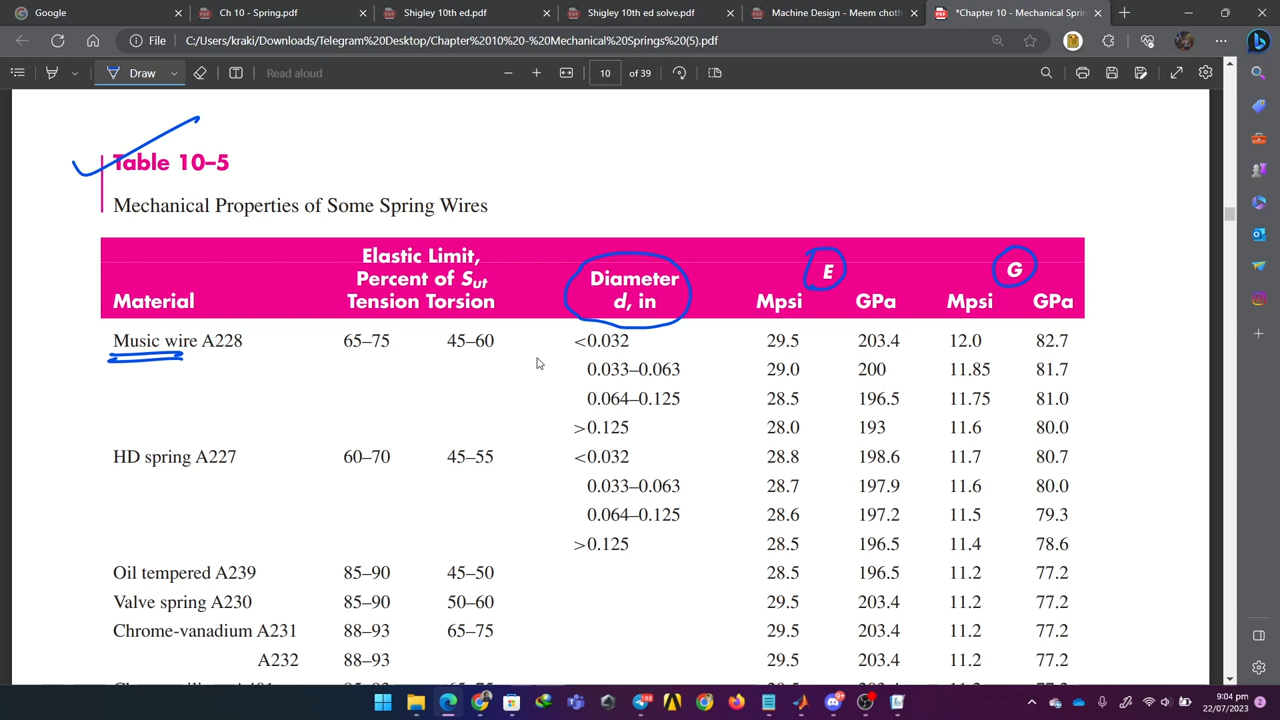 Google
Ch 10 - Spring.pdf
Shigley 10th ed.pdf
Shigley 10th ed solve.pdf
Machine Design - Meem choth
*Chapter 10 - Mechanical Sprin
File
C:/Users/kraki/Downloads/Telegram%20Desktop/Chapter%2010%20-%20Mechanical%20Springs%20(5).pdf
Draw
Read aloud
10 of 39
Table 10–5
Mechanical Properties of Some Spring Wires
Elastic Limit,
Percent of Sut
Diameter
E
G
Material
Tension Torsion
d, in
Mpsi GPa Mpsi GPa
Music wire A228 65–75 45–60 <0.032 29.5 203.4 12.0 82.7
0.033–0.063 29.0 200 11.85 81.7
0.064–0.125 28.5 196.5 11.75 81.0
>0.125 28.0 193 11.6 80.0
HD spring A227 60–70 45–55 <0.032 28.8 198.6 11.7 80.7
0.033–0.063 28.7 197.9 11.6 80.0
0.064–0.125 28.6 197.2 11.5 79.3
>0.125 28.5 196.5 11.4 78.6
Oil tempered A239 85–90 45–50 28.5 196.5 11.2 77.2
Valve spring A230 85–90 50–60 29.5 203.4 11.2 77.2
Chrome-vanadium A231 88–93 65–75 29.5 203.4 11.2 77.2
A232 88–93 29.5 203.4 11.2 77.2
9:04 pm
22/07/2023